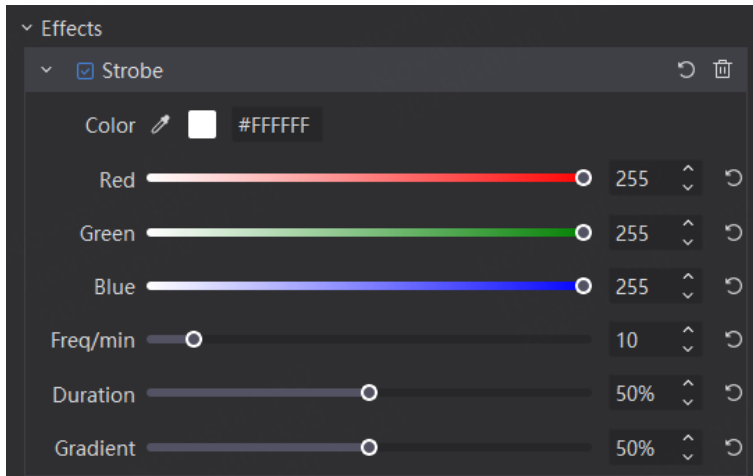 Effects
Strobe
Color #FFFFFF
Red 255
Green 255
Blue 255
Freq/min 10
Duration 50%
Gradient 50%